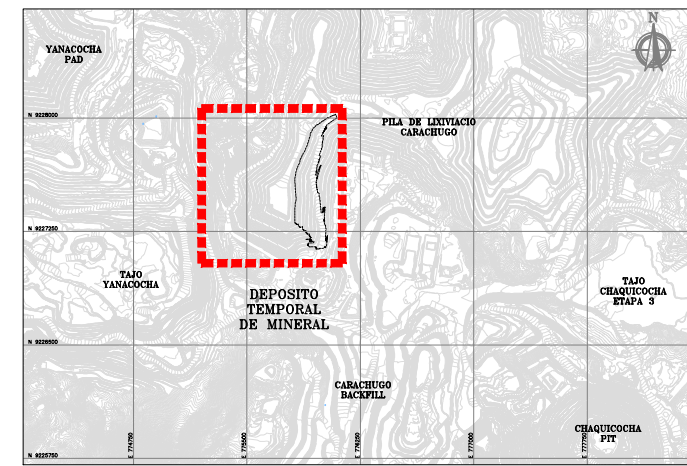 N
YANACOCHA
PAD
N 9228000
PILA DE LIXIVIACIO
CARACHUGO
N 9227250
TAJO
YANACOCHA
TAJO
CHAQUICOCHA
ETAPA 3
DEPOSITO
TEMPORAL
DE MINERAL
N 9226500
CARACHUGO
BACKFILL
CHAQUICOCHA
PIT
N 9225750
E 774750
E 775500
E 776250
E 777000
E 777750